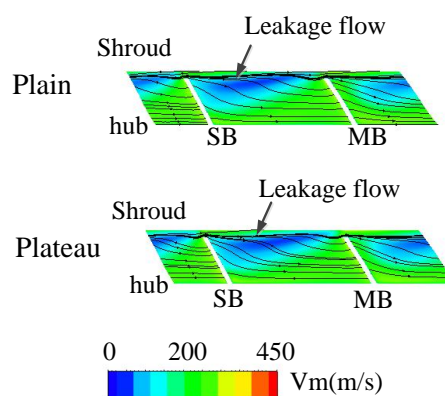 Leakage flow
Shroud
Plain
hub
SB
MB
Leakage flow
Shroud
Plateau
hub
SB
MB
0 200 450
Vm(m/s)